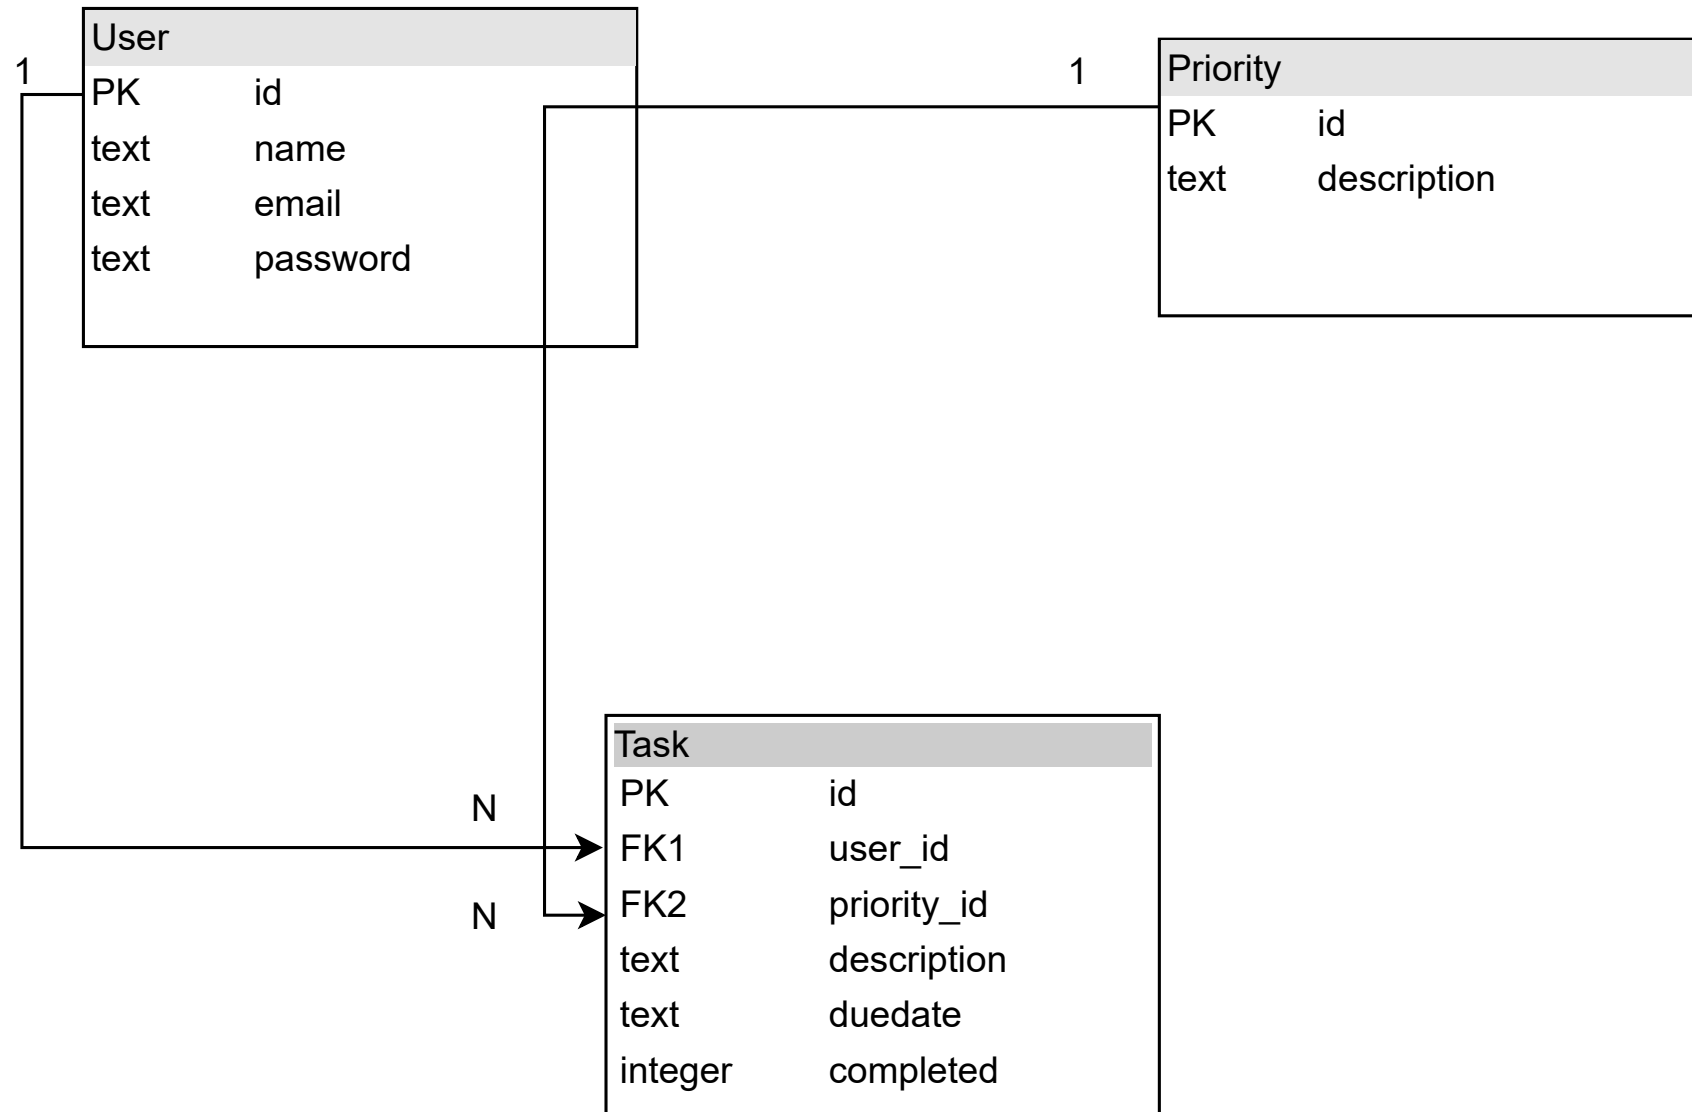 User
1
PK id
text name
text email
text password
1
Priority
PK id
text description
Task
PK id
N
FK1 user_id
FK2 priority_id
N
text description
text duedate
integer completed